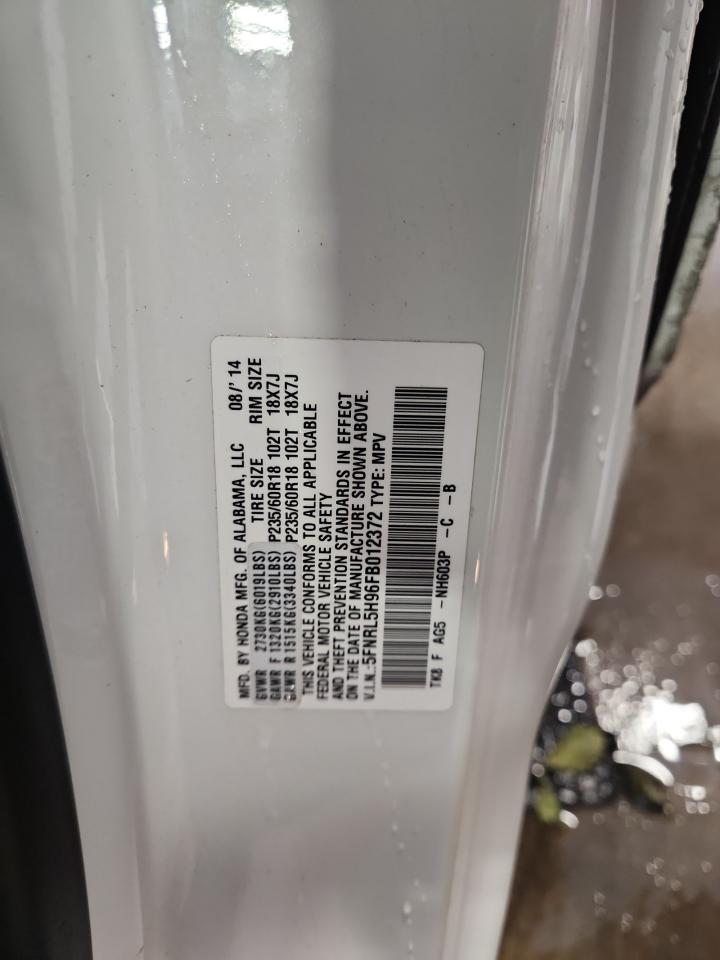 MFD. BY HONDA MFG. OF ALABAMA, LLC 08/'14
GVWR 2730KG(6019LBS) TIRE SIZE RIM SIZE
GAWR F 1320KG(2910LBS) P235/60R18 102T 18X7J
GAWR R 1515KG(3340LBS) P235/60R18 102T 18X7J
THIS VEHICLE CONFORMS TO ALL APPLICABLE
FEDERAL MOTOR VEHICLE SAFETY
AND THEFT PREVENTION STANDARDS IN EFFECT
ON THE DATE OF MANUFACTURE SHOWN ABOVE.
V.I.N.:5FNRL5H96FB012372 TYPE: MPV
TK8 F AG5 -NH603P -C -B